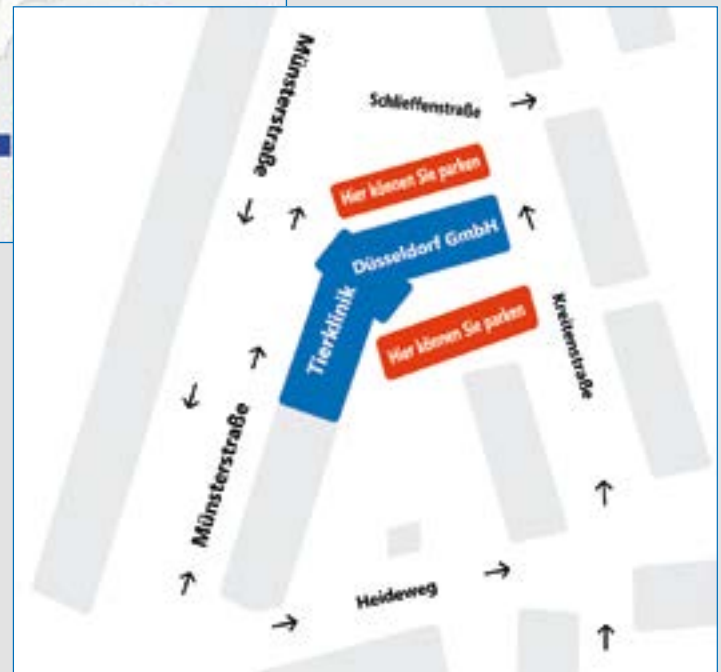 Münsterstraße
Schlieffenstraße
Hier können Sie parken
Düsseldorf GmbH
Tierklinik
Hier können Sie parken
Kreitenstraße
Münsterstraße
Heideweg